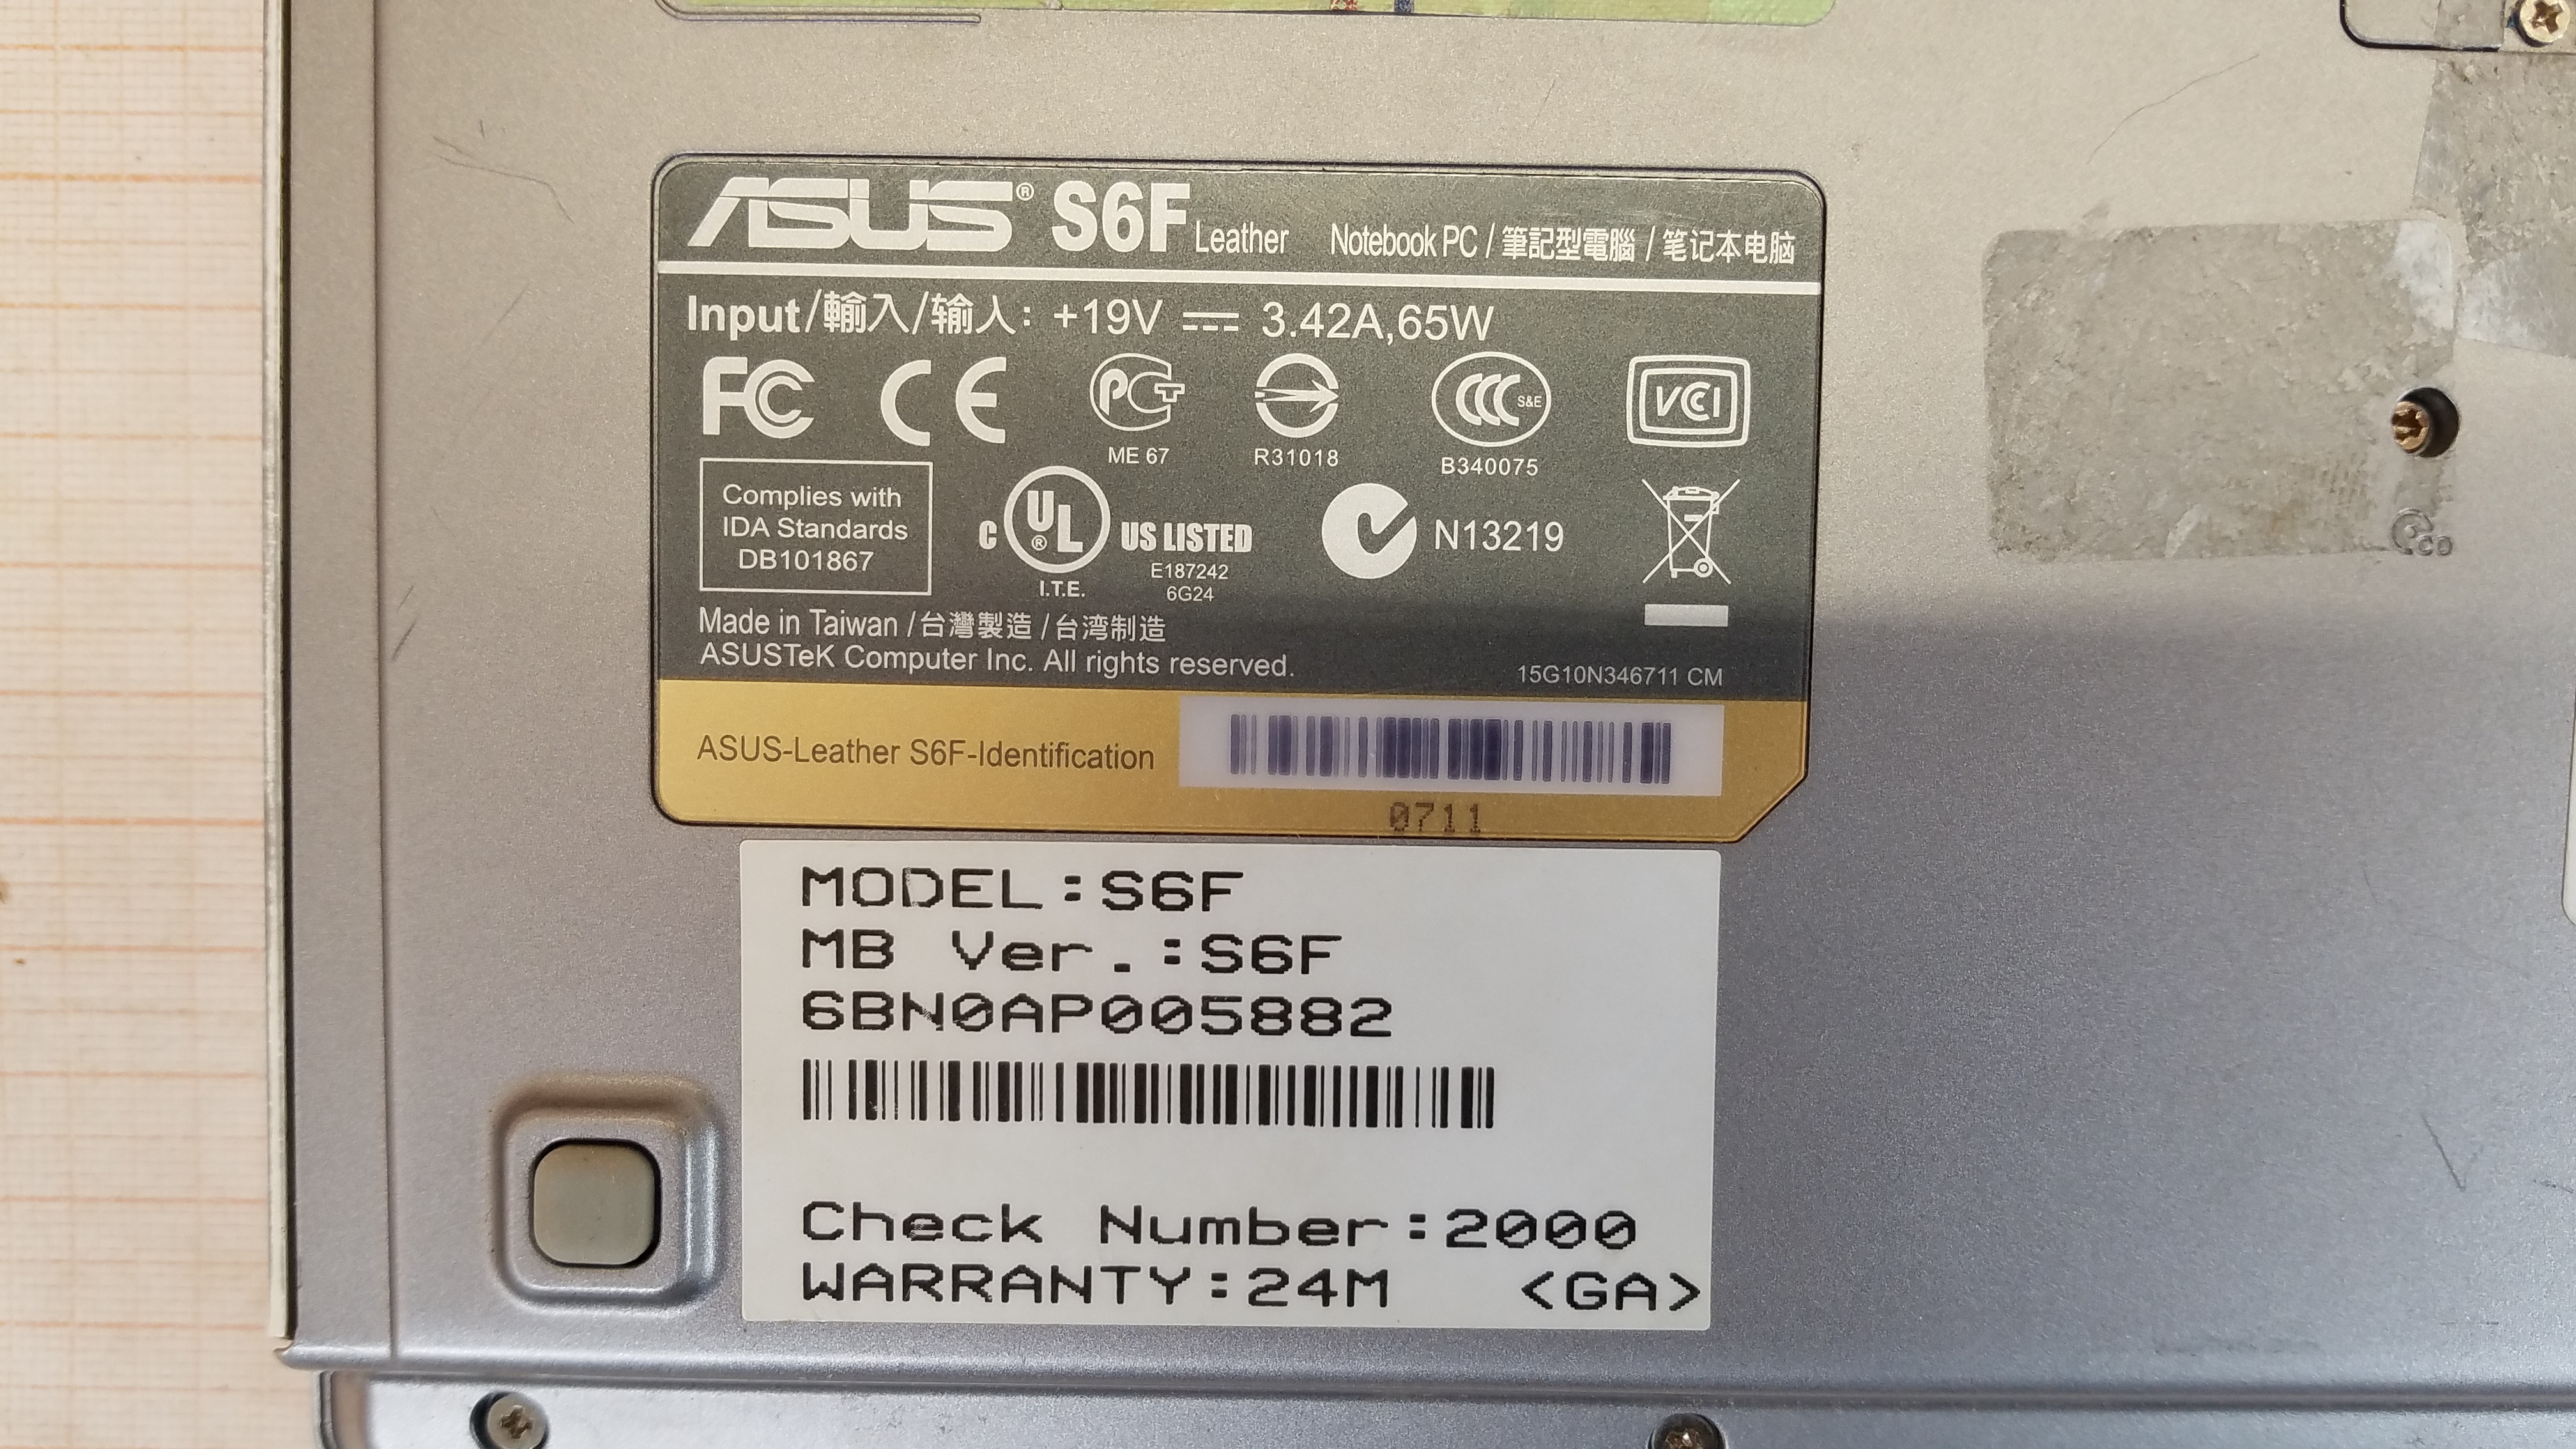 ASUS® S6F Leather Notebook PC / 筆記型電腦 / 笔记本电脑
Input/輸入/输入: +19V ⎓ 3.42A,65W
FC CE PCT CCC S&E VCCI
ME 67 R31018 B340075
Complies with
IDA Standards
DB101867
C UL® US LISTED
I.T.E.
E187242
6G24
N13219
Made in Taiwan / 台灣製造 / 台湾制造
ASUSTeK Computer Inc. All rights reserved.
15G10N346711 CM
ASUS-Leather S6F-Identification
0711
MODEL:S6F
MB Ver.:S6F
6BN0AP005882
Check Number:2000
WARRANTY:24M <GA>
eco